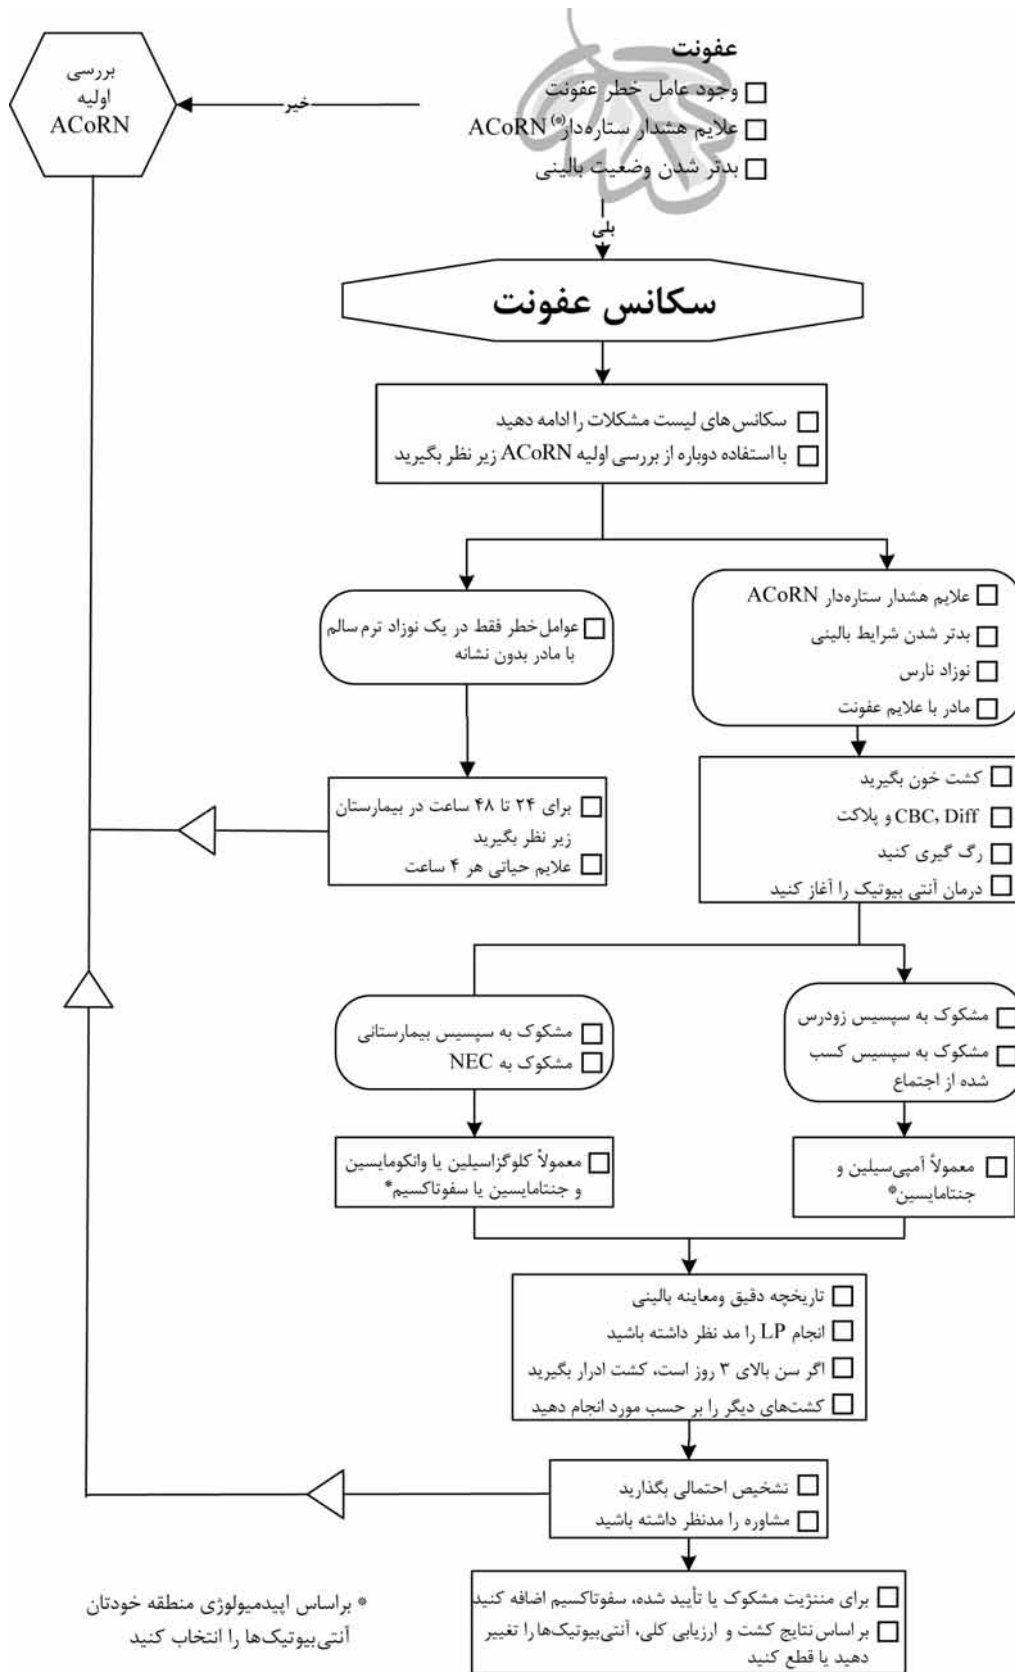 عفونت
وجود عامل خطر عفونت
علایم هشدار ستاره‌دار(*) ACoRN
بدتر شدن وضعیت بالینی
خیر
بررسی
اولیه
ACoRN
بلی
سکانس عفونت
سکانس‌های لیست مشکلات را ادامه دهید
با استفاده دوباره از بررسی اولیه ACoRN زیر نظر بگیرید
علایم هشدار ستاره‌دار ACoRN
بدتر شدن شرایط بالینی
نوزاد نارس
مادر با علایم عفونت
عوامل خطر فقط در یک نوزاد ترم سالم
با مادر بدون نشانه
کشت خون بگیرید
CBC, Diff و پلاکت
رگ گیری کنید
درمان آنتی بیوتیک را آغاز کنید
برای ۲۴ تا ۴۸ ساعت در بیمارستان
زیر نظر بگیرید
علایم حیاتی هر ۴ ساعت
مشکوک به سپسیس زودرس
مشکوک به سپسیس کسب
شده از اجتماع
مشکوک به سپسیس بیمارستانی
مشکوک به NEC
معمولاً آمپی‌سیلین و
جنتامایسین*
معمولاً کلوگزاسیلین یا وانکومایسین
و جنتامایسین یا سفوتاکسیم*
تاریخچه دقیق ومعاینه بالینی
انجام LP را مد نظر داشته باشید
اگر سن بالای ۳ روز است، کشت ادرار بگیرید
کشت‌های دیگر را بر حسب مورد انجام دهید
تشخیص احتمالی بگذارید
مشاوره را مدنظر داشته باشید
برای مننژیت مشکوک یا تأیید شده، سفوتاکسیم اضافه کنید
بر اساس نتایج کشت و ارزیابی کلی، آنتی‌بیوتیک‌ها را تغییر
دهید یا قطع کنید
* براساس اپیدمیولوژی منطقه خودتان
آنتی‌بیوتیک‌ها را انتخاب کنید